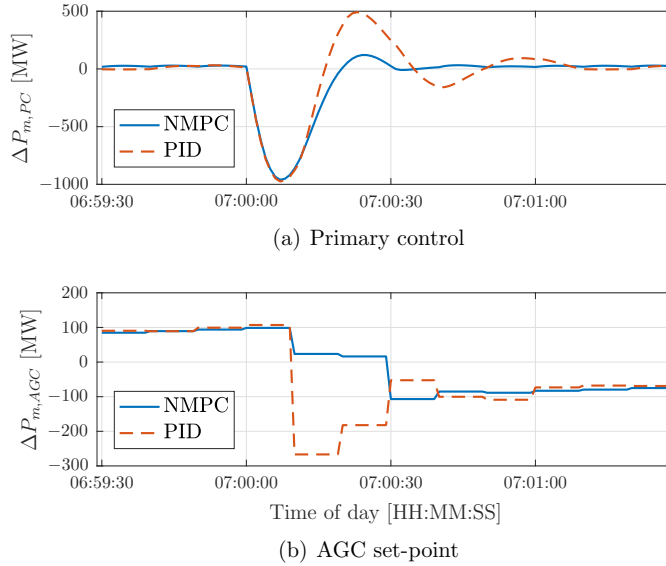 500
0
−500
−1000
ΔP_{m,PC} [MW]
NMPC
PID
06:59:30 07:00:00 07:00:30 07:01:00
(a) Primary control
200
100
0
−100
−200
−300
ΔP_{m,AGC} [MW]
NMPC
PID
06:59:30 07:00:00 07:00:30 07:01:00
Time of day [HH:MM:SS]
(b) AGC set-point